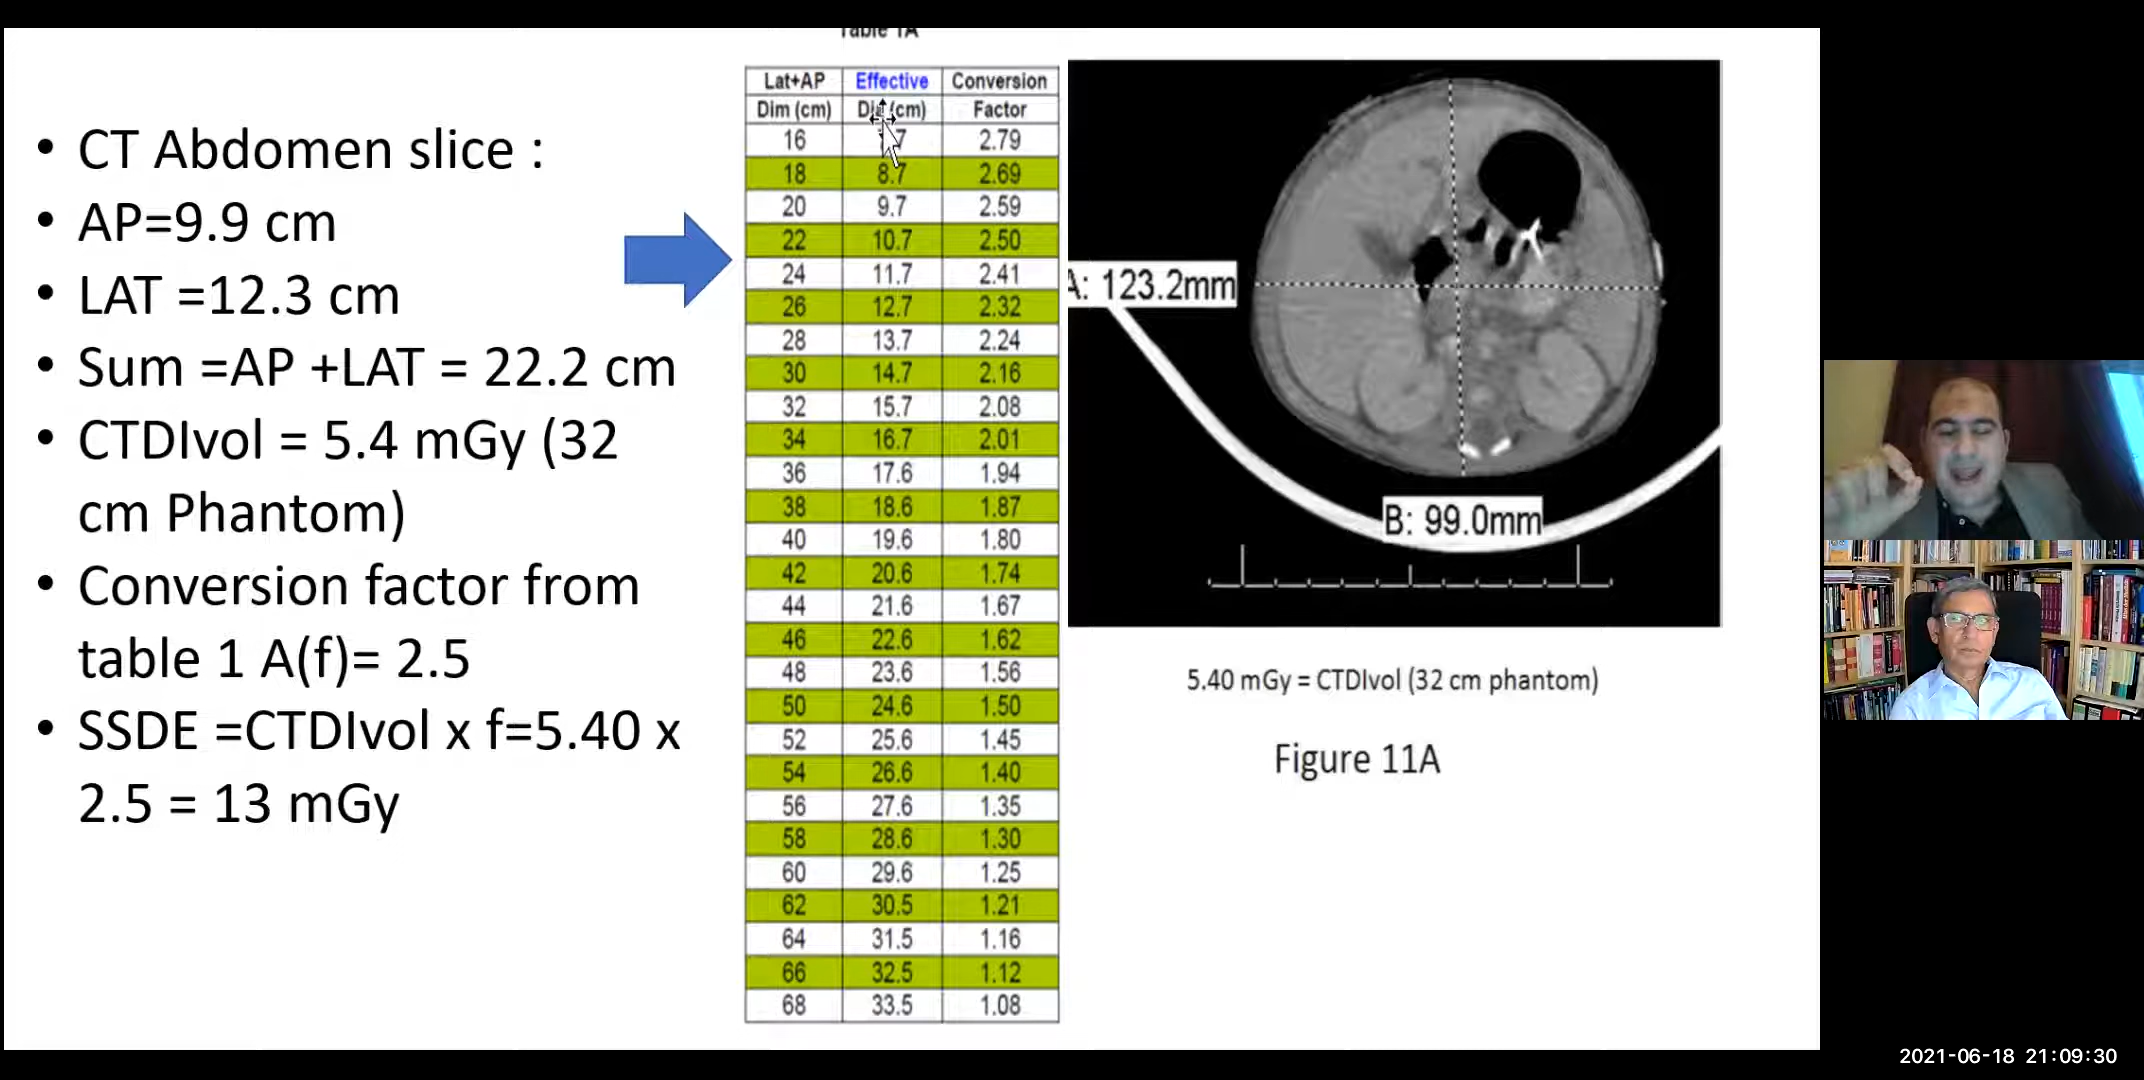 • CT Abdomen slice :
• AP=9.9 cm
• LAT =12.3 cm
• Sum =AP +LAT = 22.2 cm
• CTDIvol = 5.4 mGy (32
cm Phantom)
• Conversion factor from
table 1 A(f)= 2.5
• SSDE =CTDIvol x f=5.40 x
2.5 = 13 mGy
Table 1A
Lat+AP Effective Conversion
Dim (cm) (cm) Factor
16 2.79
18 8.7 2.69
20 9.7 2.59
22 10.7 2.50
24 11.7 2.41
26 12.7 2.32
28 13.7 2.24
30 14.7 2.16
32 15.7 2.08
34 16.7 2.01
36 17.6 1.94
38 18.6 1.87
40 19.6 1.80
42 20.6 1.74
44 21.6 1.67
46 22.6 1.62
48 23.6 1.56
50 24.6 1.50
52 25.6 1.45
54 26.6 1.40
56 27.6 1.35
58 28.6 1.30
60 29.6 1.25
62 30.5 1.21
64 31.5 1.16
66 32.5 1.12
68 33.5 1.08
A: 123.2mm
B: 99.0mm
5.40 mGy = CTDIvol (32 cm phantom)
Figure 11A
2021-06-18 21:09:30